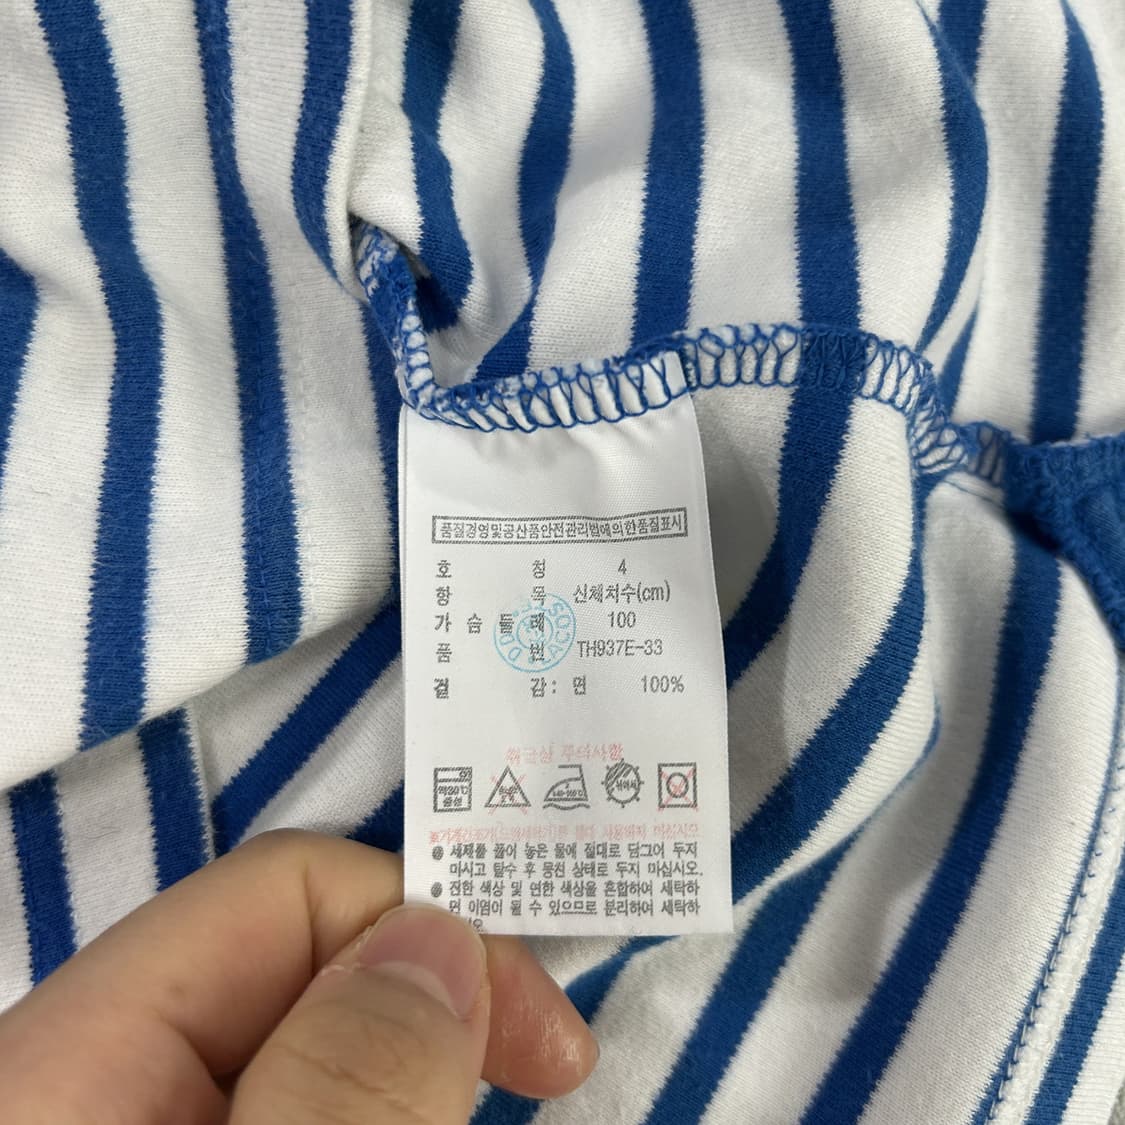 품질경영및공산품안전관리법에의한품질표시
호 칭 4
항 목 신체치수(cm)
가 슴 둘 레 100
품 번 TH937E-33
겉 감: 면 100%
취급상 주의사항
약30℃
중성
세제를 풀어 놓은 물에 절대로 담그어 두지
마시고 탈수 후 뭉친 상태로 두지 마십시오.
진한 색상 및 연한 색상을 혼합하여 세탁하
면 이염이 될 수 있으므로 분리하여 세탁하